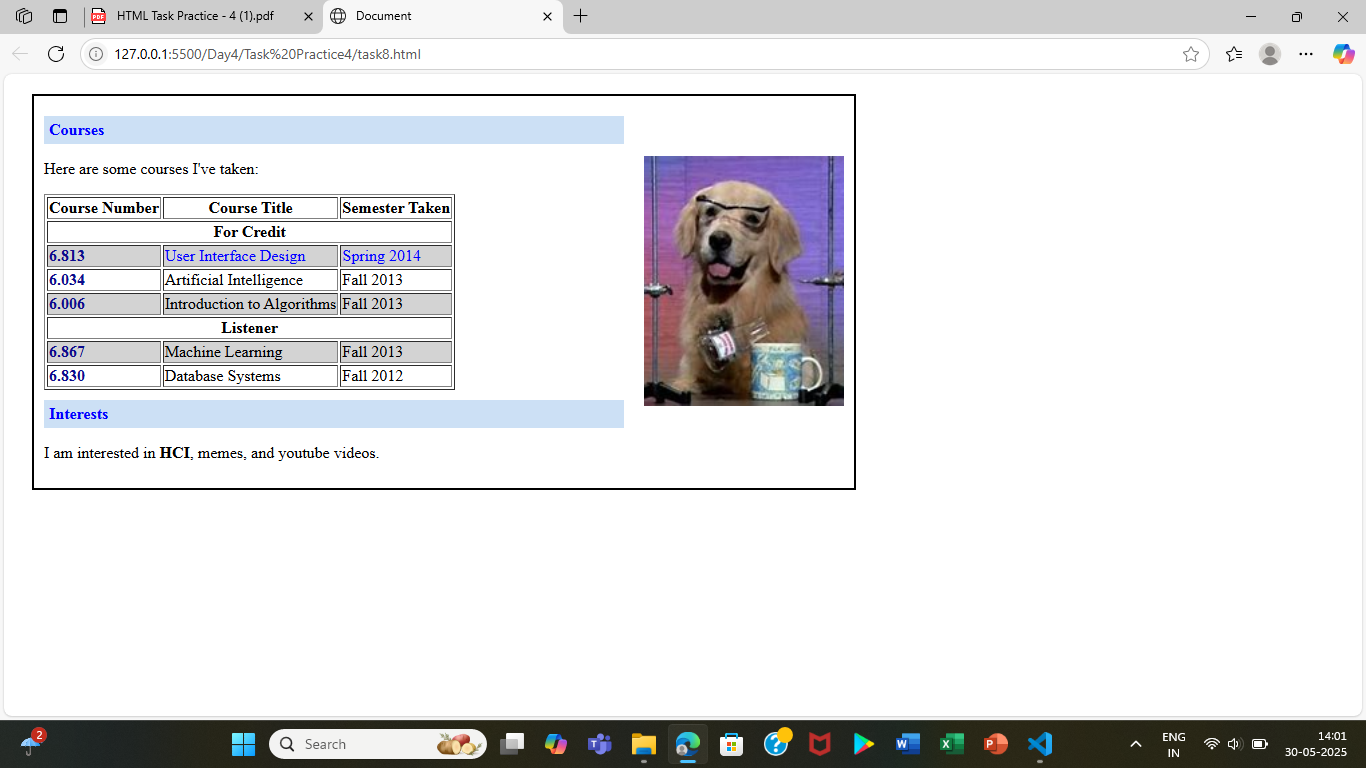 HTML Task Practice - 4 (1).pdf
Document
127.0.0.1:5500/Day4/Task%20Practice4/task8.html
Courses
Here are some courses I've taken:
Course Number Course Title Semester Taken
For Credit
6.813 User Interface Design Spring 2014
6.034 Artificial Intelligence Fall 2013
6.006 Introduction to Algorithms Fall 2013
Listener
6.867 Machine Learning Fall 2013
6.830 Database Systems Fall 2012
Interests
I am interested in HCI, memes, and youtube videos.
2
Search
ENG
IN
14:01
30-05-2025